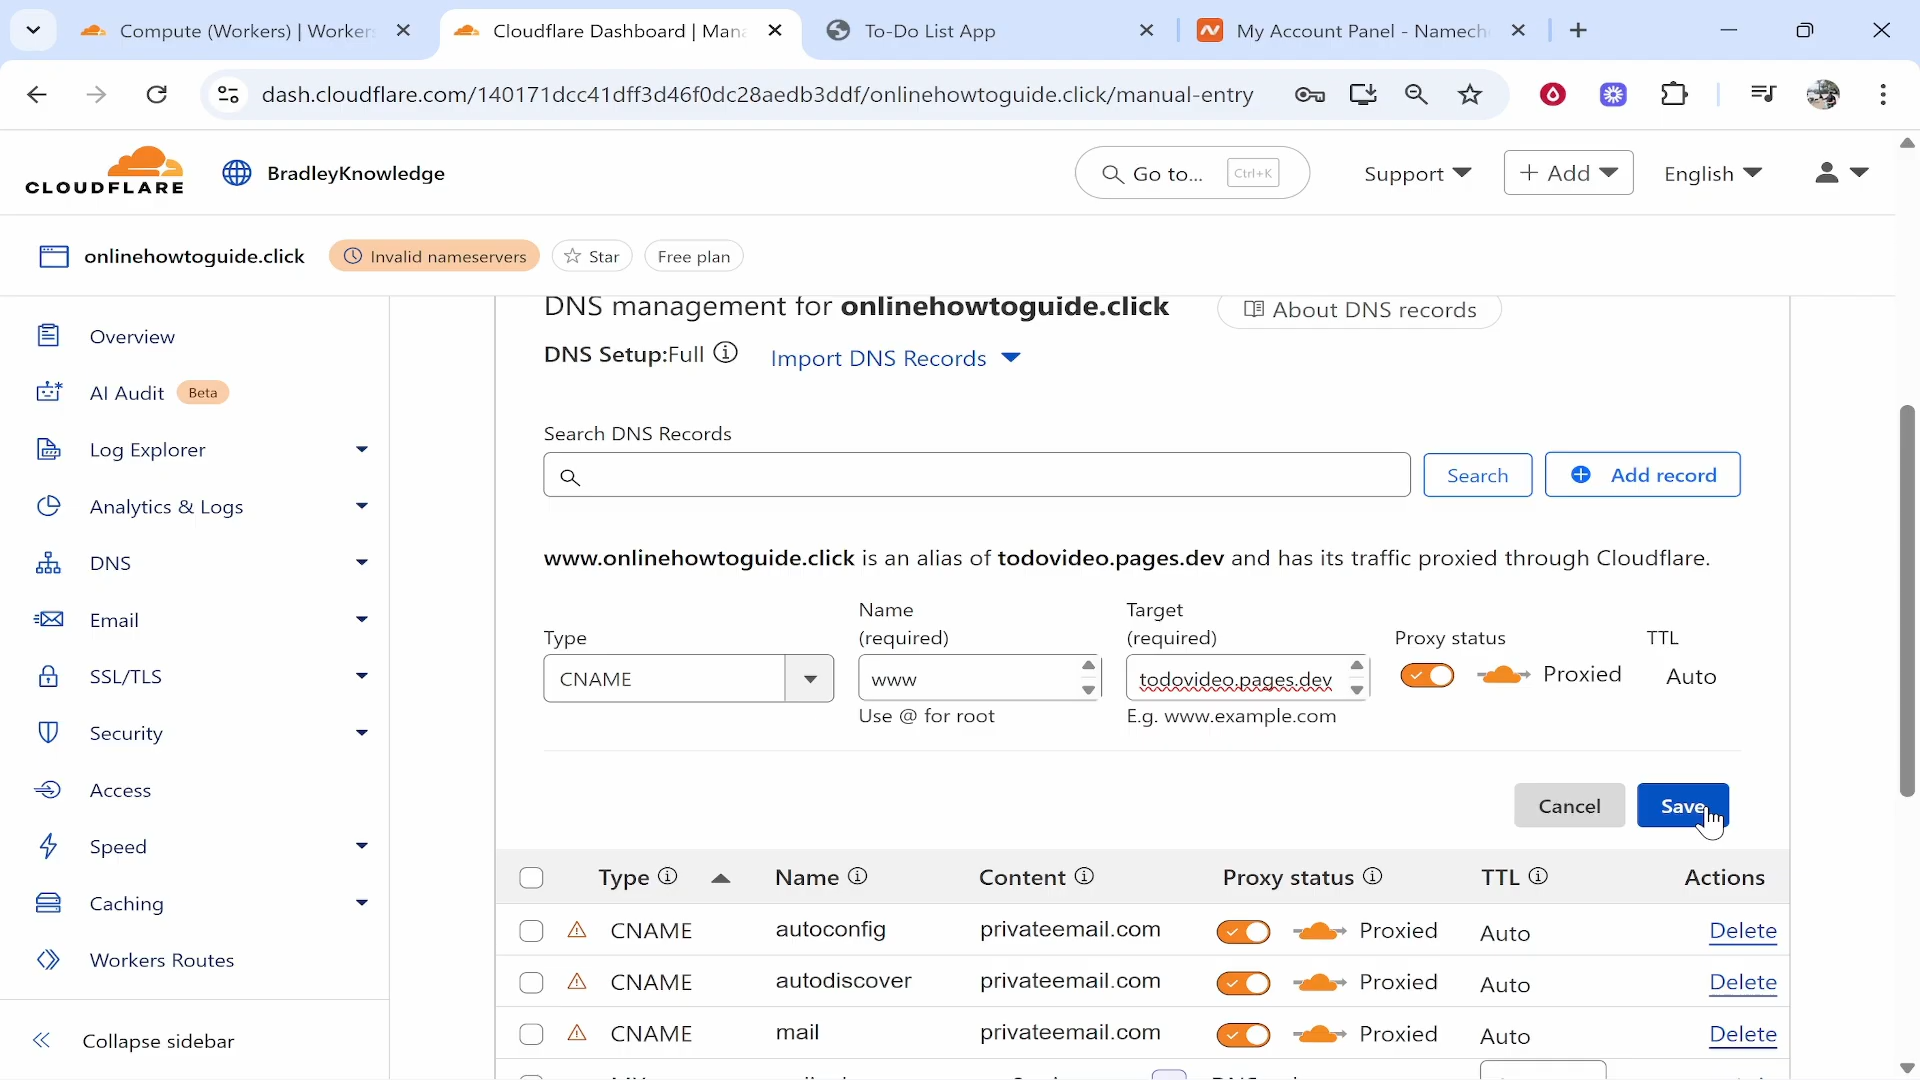 Compute (Workers) | Worker
Cloudflare Dashboard | Mana
To-Do List App
My Account Panel - Namech
dash.cloudflare.com/140171dcc41dff3d46f0dc28aedb3ddf/onlinehowtoguide.click/manual-entry
CLOUDFLARE
BradleyKnowledge
Go to...
Ctrl+K
Support
+ Add
English
onlinehowtoguide.click
Invalid nameservers
Star
Free plan
Overview
AI Audit Beta
Log Explorer
Analytics & Logs
DNS
Email
SSL/TLS
Security
Access
Speed
Caching
Workers Routes
Collapse sidebar
DNS management for onlinehowtoguide.click
About DNS records
DNS Setup:Full
Import DNS Records
Search DNS Records
Search
Add record
www.onlinehowtoguide.click is an alias of todovideo.pages.dev and has its traffic proxied through Cloudflare.
Type
CNAME
Name
(required)
www
Use @ for root
Target
(required)
todovideo.pages.dev
E.g. www.example.com
Proxy status
Proxied
TTL
Auto
Cancel
Save
Type Name Content Proxy status TTL Actions
CNAME autoconfig privateemail.com Proxied Auto Delete
CNAME autodiscover privateemail.com Proxied Auto Delete
CNAME mail privateemail.com Proxied Auto Delete